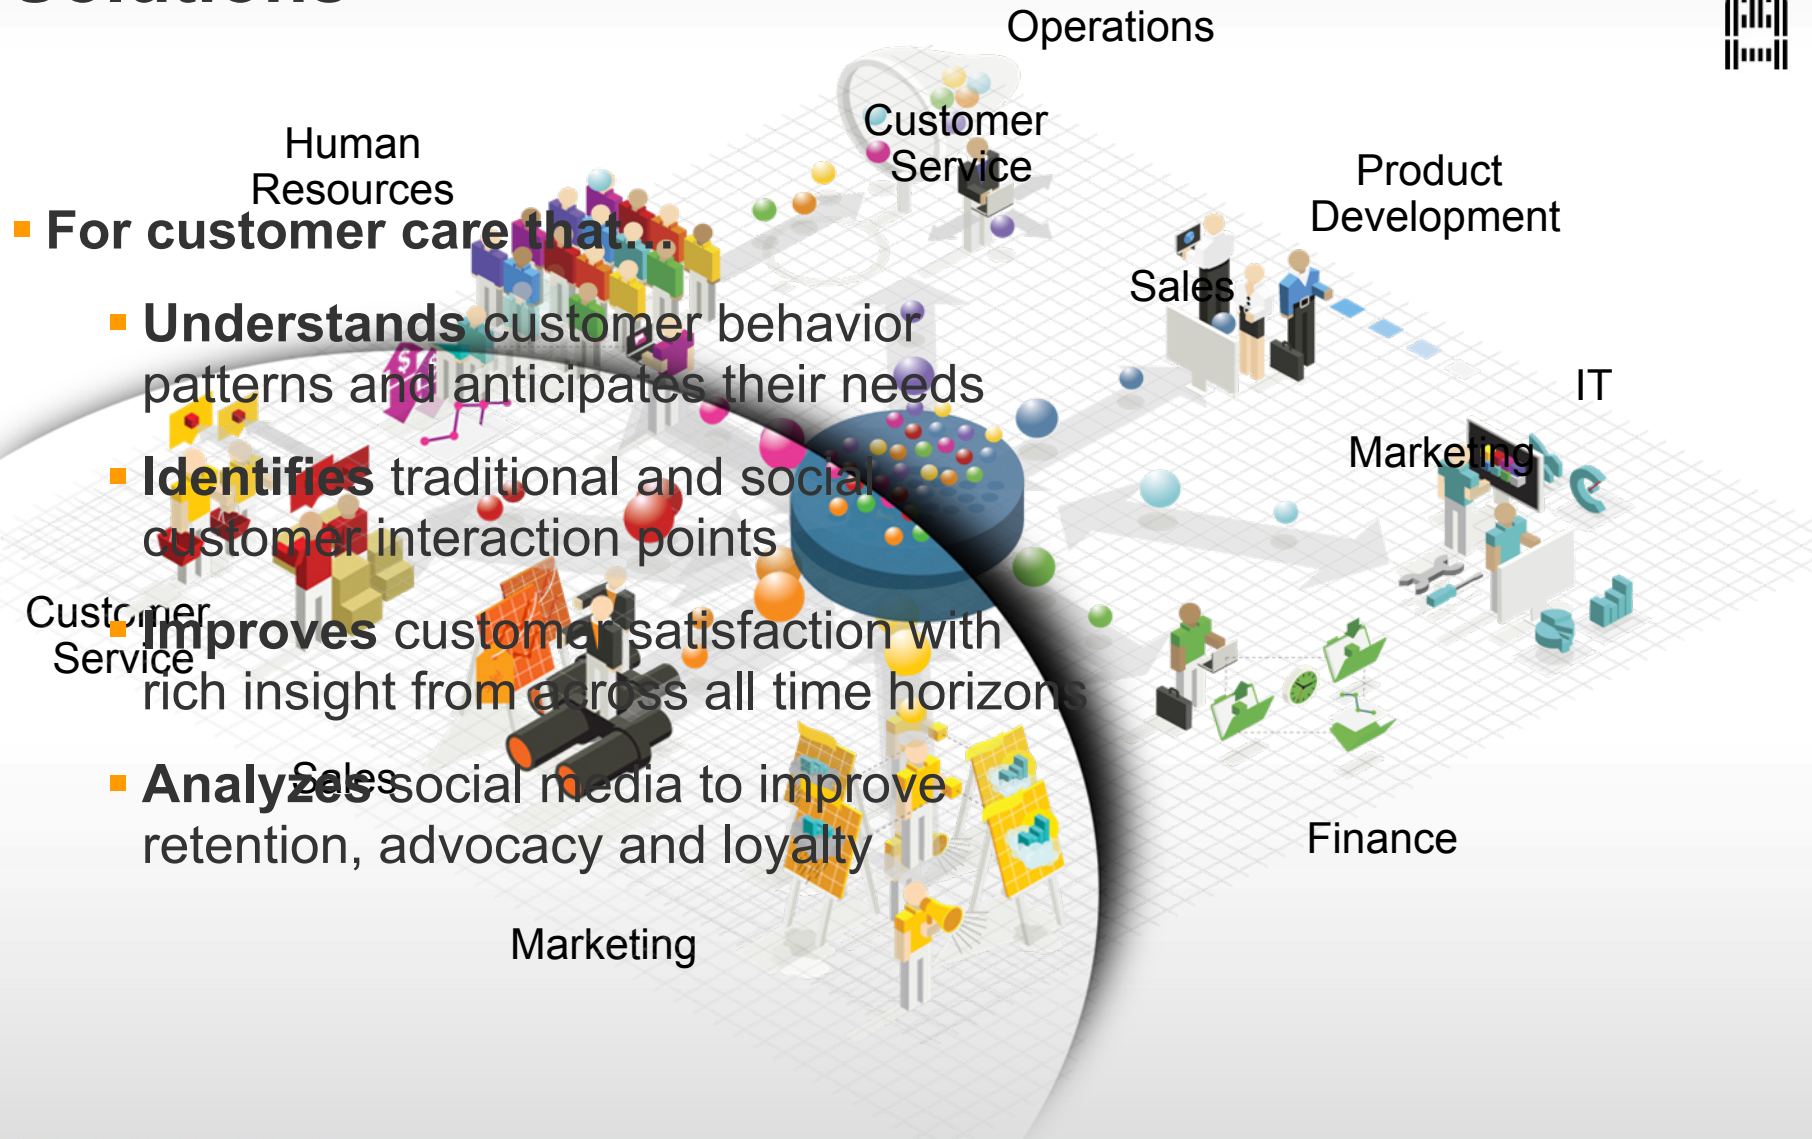 Solutions
Operations
Customer
Service
Human
Resources
Product
Development
For customer care that...
Sales
Understands customer behavior
patterns and anticipates their needs
IT
Marketing
Identifies traditional and social
customer interaction points
Customer
Service
Improves customer satisfaction with
rich insight from across all time horizons
Sales
Analyzes social media to improve
retention, advocacy and loyalty
Finance
Marketing